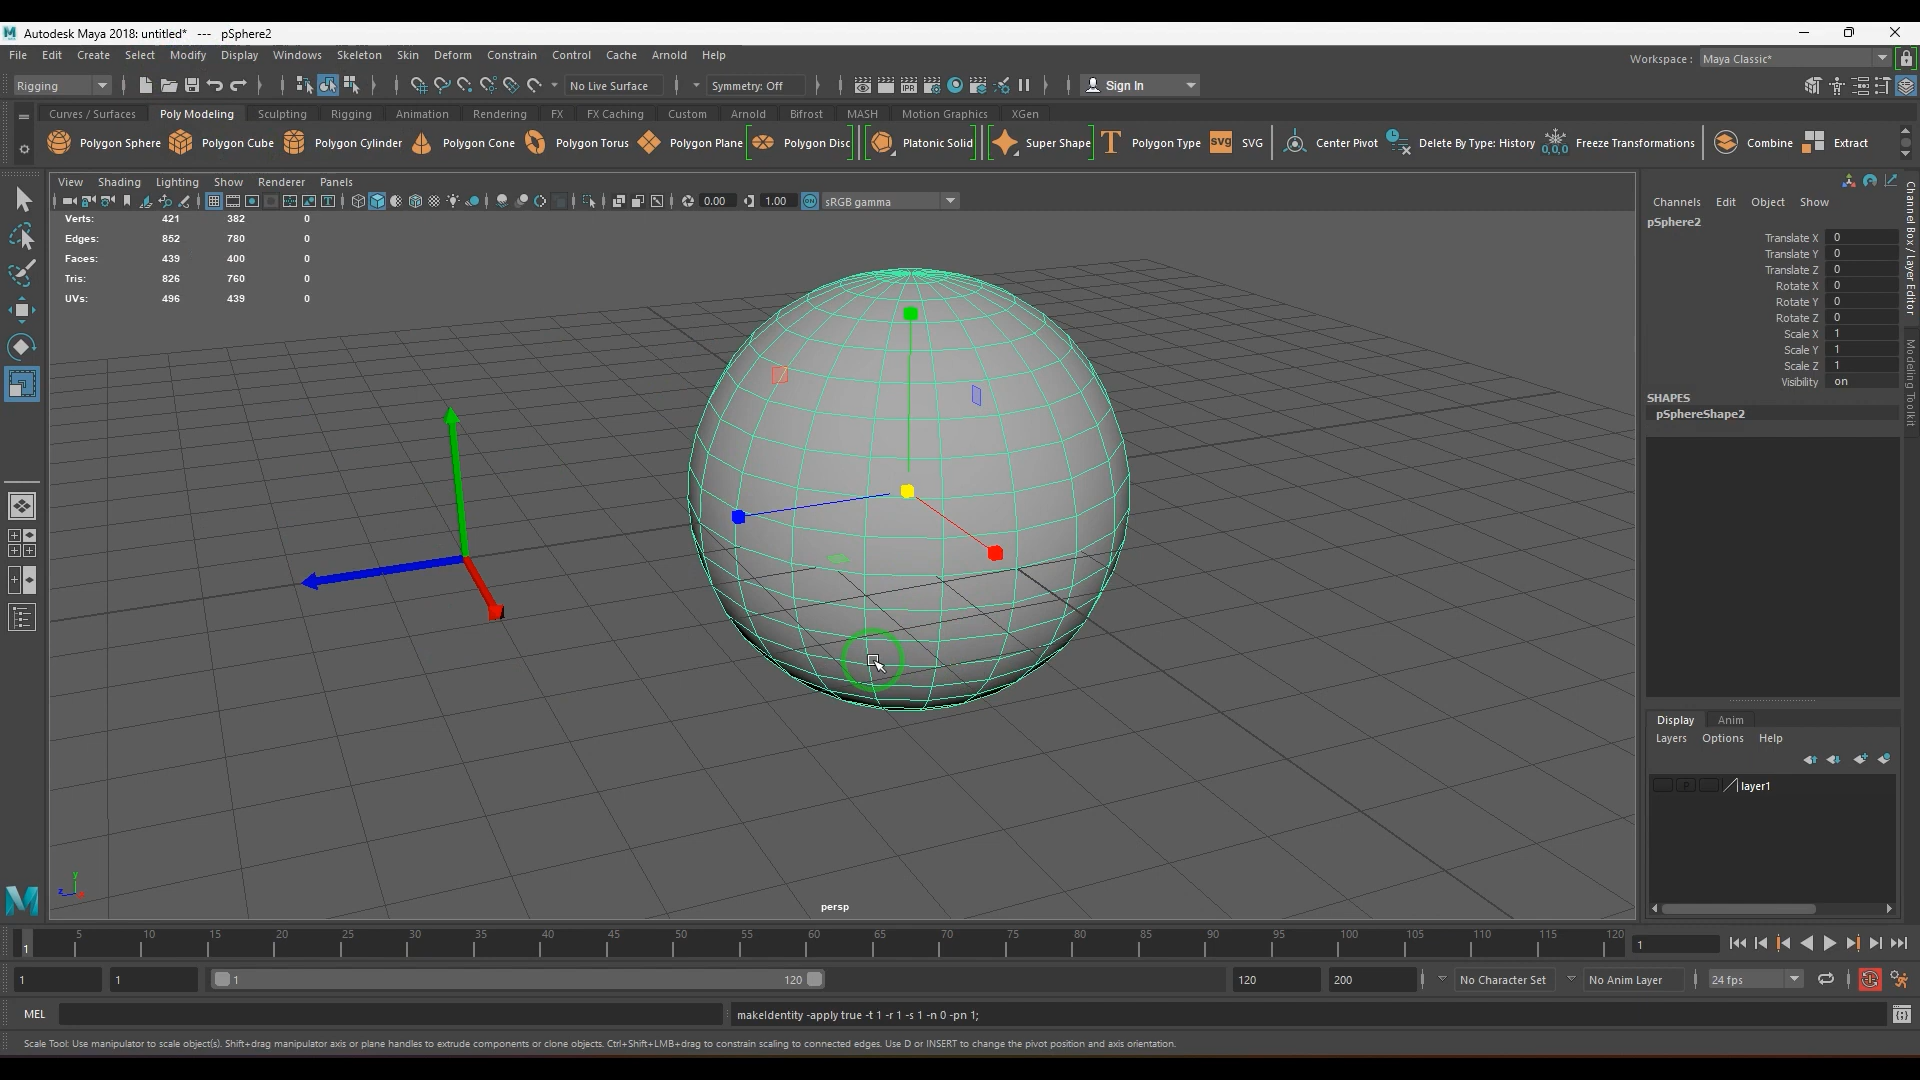 Autodesk Maya 2018: untitled* --- pSphere2
File Edit Create Select Modify Display Windows Skeleton Skin Deform Constrain Control Cache Arnold Help
Workspace : Maya Classic*
Rigging No Live Surface Symmetry: Off Sign In
Curves / Surfaces Poly Modeling Sculpting Rigging Animation Rendering FX FX Caching Custom Arnold Bifrost MASH Motion Graphics XGen
Polygon Sphere Polygon Cube Polygon Cylinder Polygon Cone Polygon Torus Polygon Plane Polygon Disc Platonic Solid Super Shape Polygon Type SVG SVG Center Pivot Delete By Type: History 0,0,0 Freeze Transformations Combine Extract
View Shading Lighting Show Renderer Panels
0.00 1.00 ON sRGB gamma
Verts: 421 382 0
Edges: 852 780 0
Faces: 439 400 0
Tris: 826 760 0
UVs: 496 439 0
persp
y
z
Channels Edit Object Show
pSphere2
Translate X 0
Translate Y 0
Translate Z 0
Rotate X 0
Rotate Y 0
Rotate Z 0
Scale X 1
Scale Y 1
Scale Z 1
Visibility on
SHAPES
pSphereShape2
Channel Box / Layer Editor
Modeling Toolkit
Display Anim
Layers Options Help
P layer1
1 5 10 15 20 25 30 35 40 45 50 55 60 65 70 75 80 85 90 95 100 105 110 115 120 1
1 1 1 120 120 200 No Character Set No Anim Layer 24 fps
MEL makeIdentity -apply true -t 1 -r 1 -s 1 -n 0 -pn 1;
Scale Tool: Use manipulator to scale object(s). Shift+drag manipulator axis or plane handles to extrude components or clone objects. Ctrl+Shift+LMB+drag to constrain scaling to connected edges. Use D or INSERT to change the pivot position and axis orientation.